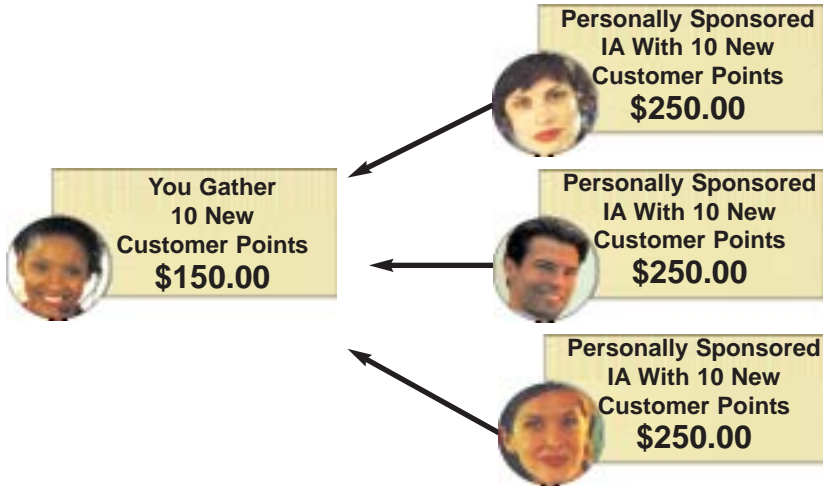 You Gather
10 New
Customer Points
$150.00
Personally Sponsored
IA With 10 New
Customer Points
$250.00
Personally Sponsored
IA With 10 New
Customer Points
$250.00
Personally Sponsored
IA With 10 New
Customer Points
$250.00